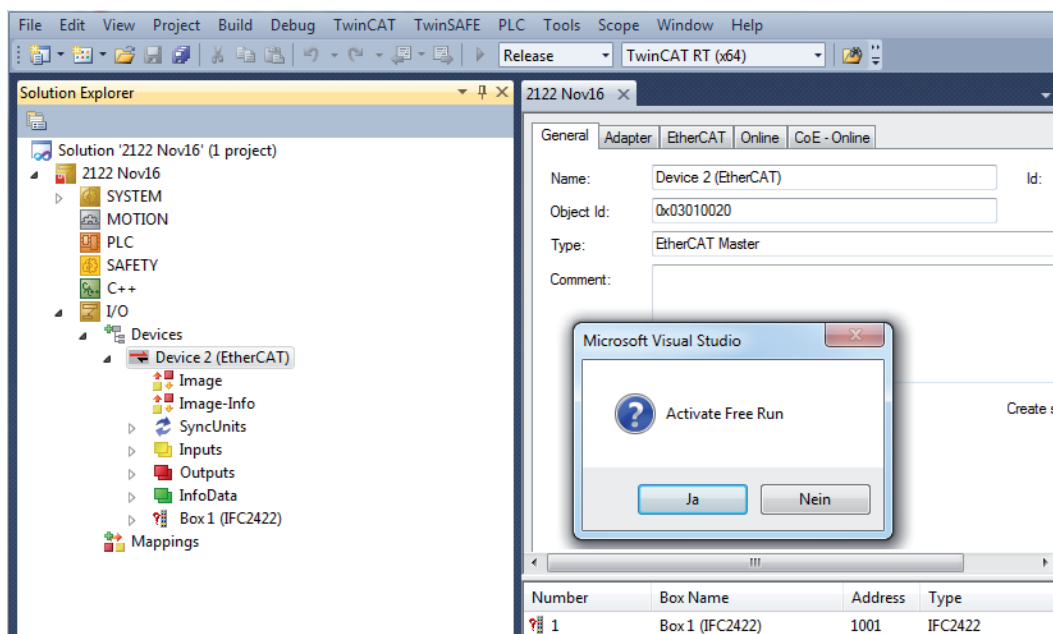 File Edit View Project Build Debug TwinCAT TwinSAFE PLC Tools Scope Window Help
Release TwinCAT RT (x64)
Solution Explorer
Solution '2122 Nov16' (1 project)
2122 Nov16
SYSTEM
MOTION
PLC
SAFETY
C++
I/O
Devices
Device 2 (EtherCAT)
Image
Image-Info
SyncUnits
Inputs
Outputs
InfoData
Box 1 (IFC2422)
Mappings
2122 Nov16
General Adapter EtherCAT Online CoE - Online
Name: Device 2 (EtherCAT) Id:
Object Id: 0x03010020
Type: EtherCAT Master
Comment:
Microsoft Visual Studio
Activate Free Run
Ja Nein
Create s
Number Box Name Address Type
1 Box 1 (IFC2422) 1001 IFC2422